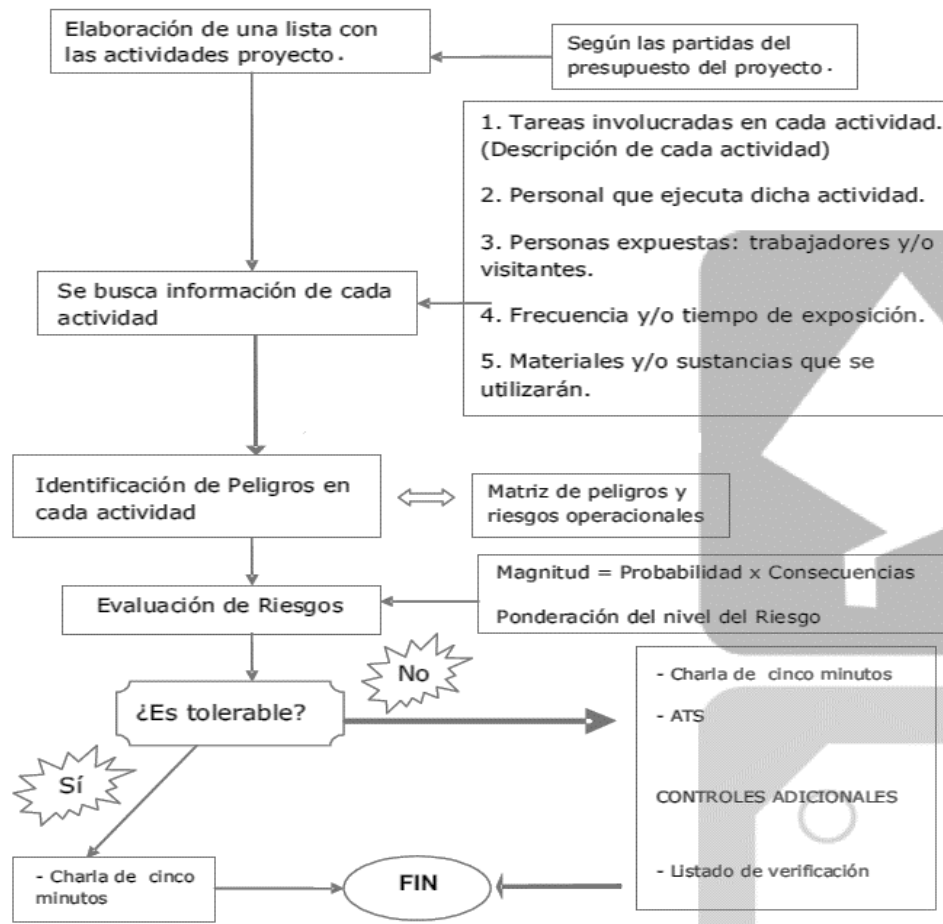 Elaboración de una lista con
las actividades proyecto.
Según las partidas del
presupuesto del proyecto.
1. Tareas involucradas en cada actividad.
(Descripción de cada actividad)
2. Personal que ejecuta dicha actividad.
3. Personas expuestas: trabajadores y/o
visitantes.
4. Frecuencia y/o tiempo de exposición.
5. Materiales y/o sustancias que se
utilizarán.
Se busca información de cada
actividad
Identificación de Peligros en
cada actividad
Matriz de peligros y
riesgos operacionales
Magnitud = Probabilidad x Consecuencias
Ponderación del nivel del Riesgo
Evaluación de Riesgos
¿Es tolerable?
No
Sí
- Charla de cinco minutos
- ATS
CONTROLES ADICIONALES
- Listado de verificación
- Charla de cinco
minutos
FIN